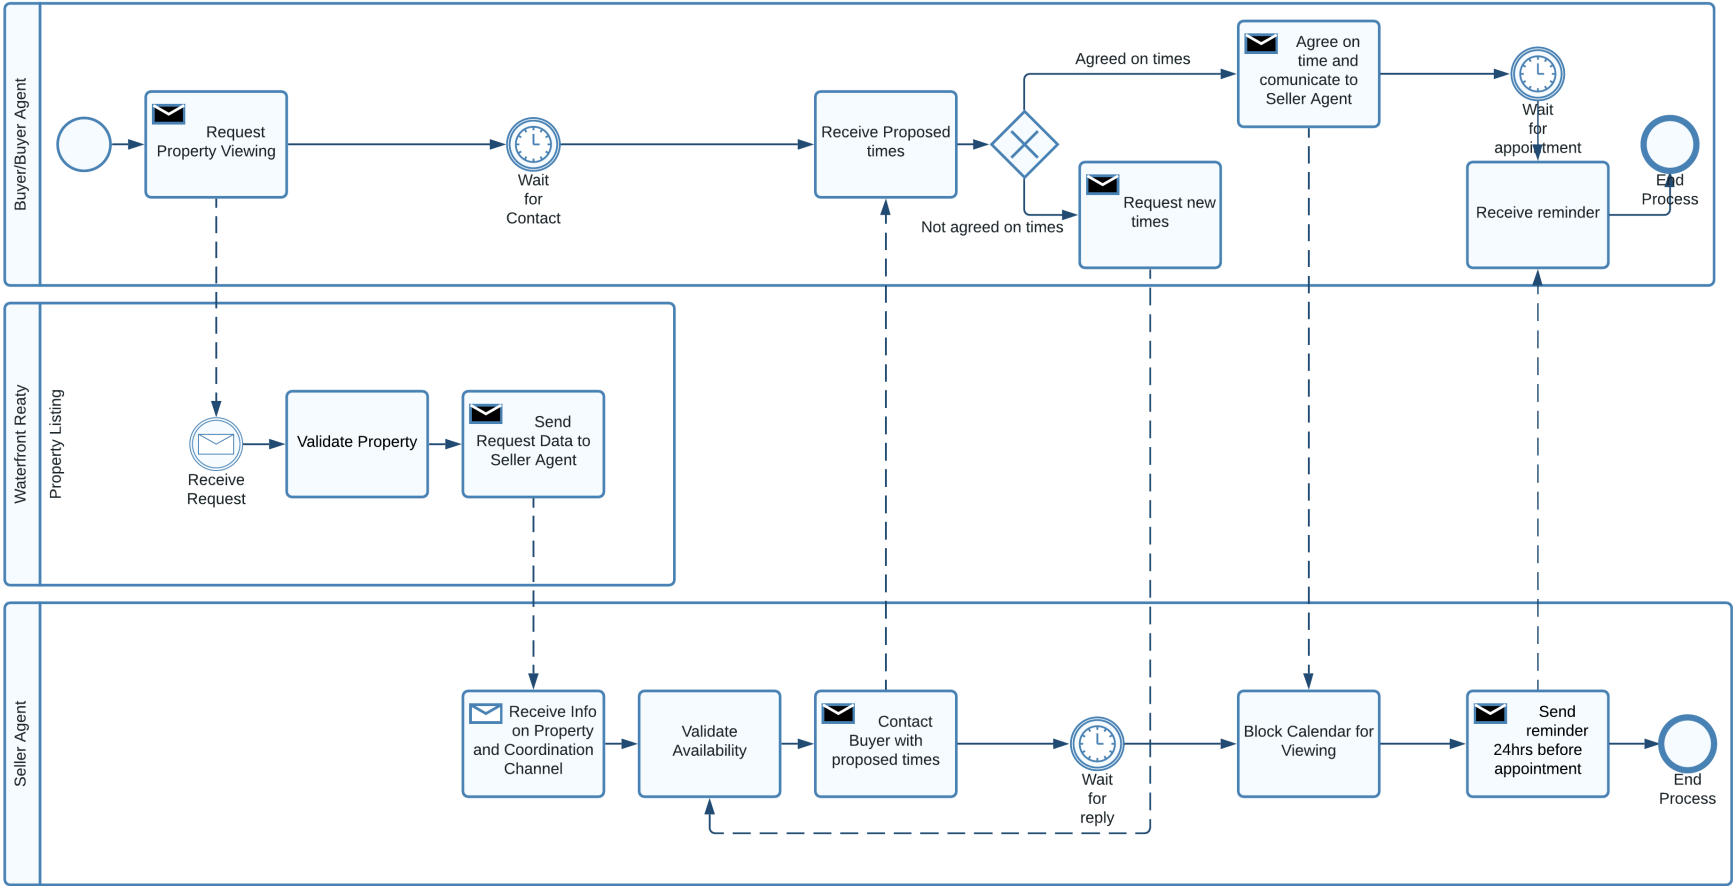 Buyer/Buyer Agent
Request
Property Viewing
Wait
for
Contact
Receive Proposed
times
Agreed on times
Not agreed on times
Agree on
time and
comunicate to
Seller Agent
Request new
times
Wait
for
appointment
Receive reminder
End
Process
Waterfront Reaty
Property Listing
Receive
Request
Validate Property
Send
Request Data to
Seller Agent
Seller Agent
Receive Info
on Property
and Coordination
Channel
Validate
Availability
Contact
Buyer with
proposed times
Wait
for
reply
Block Calendar for
Viewing
Send
reminder
24hrs before
appointment
End
Process